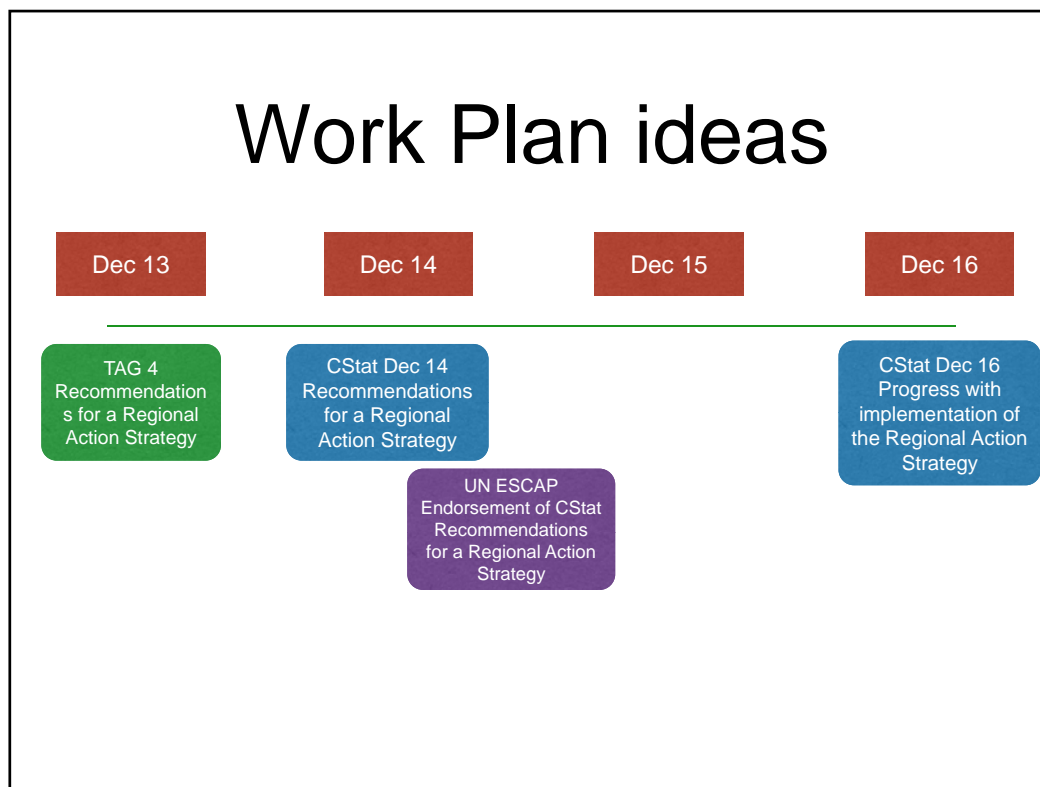 Work Plan ideas
Dec 13
Dec 14
Dec 15
Dec 16
TAG 4
Recommendation
s for a Regional
Action Strategy
CStat Dec 14
Recommendations
for a Regional
Action Strategy
UN ESCAP
Endorsement of CStat
Recommendations
for a Regional Action
Strategy
CStat Dec 16
Progress with
implementation of
the Regional Action
Strategy